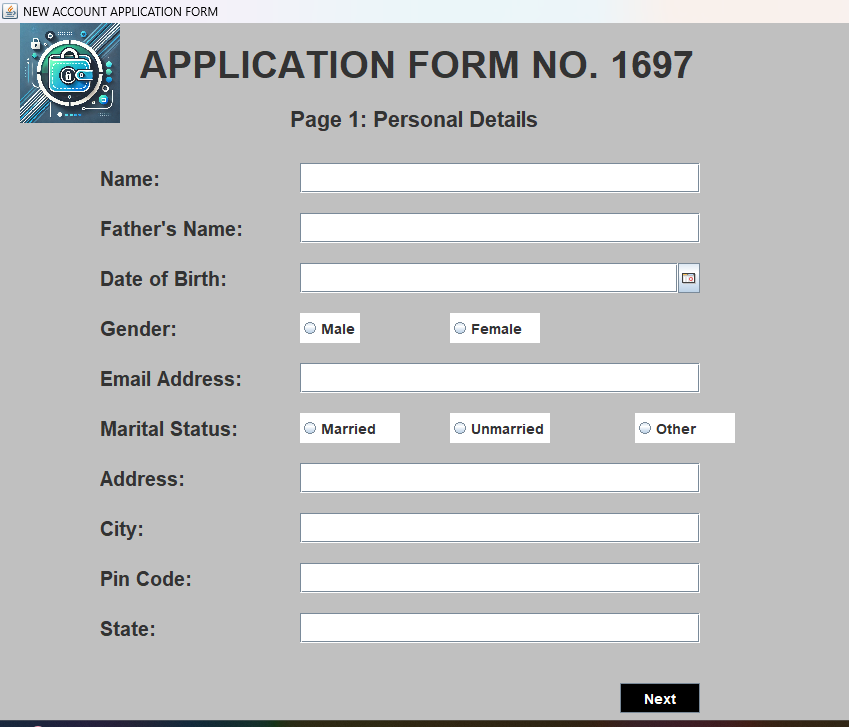 NEW ACCOUNT APPLICATION FORM
APPLICATION FORM NO. 1697
Page 1: Personal Details
Name:
Father's Name:
Date of Birth:
Gender: Male Female
Email Address:
Marital Status: Married Unmarried Other
Address:
City:
Pin Code:
State:
Next